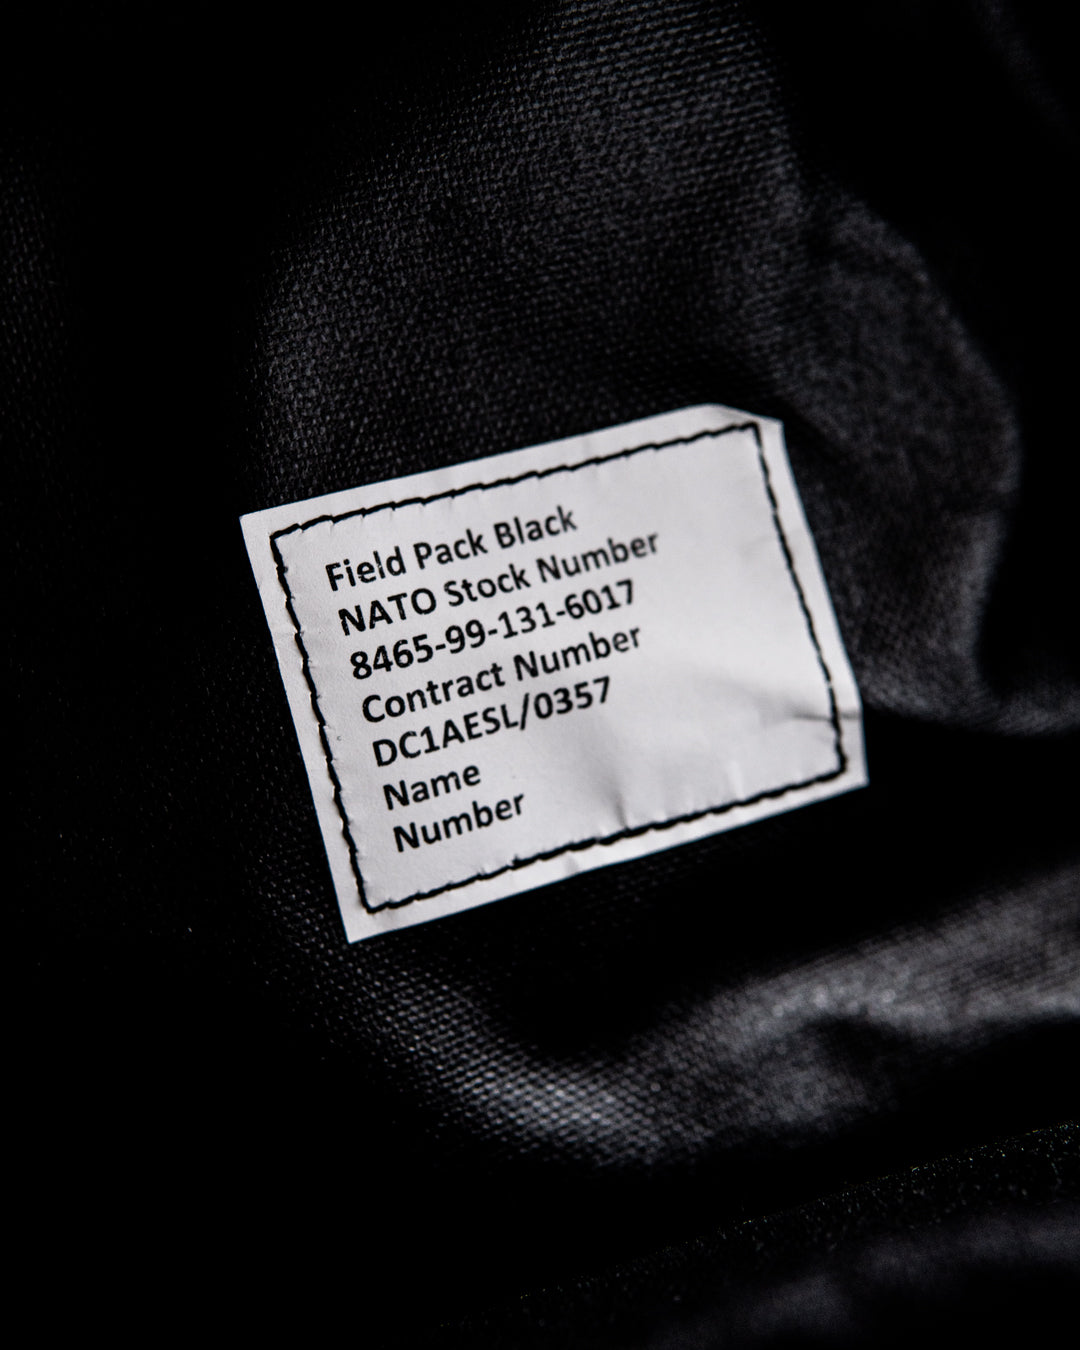 Field Pack Black
NATO Stock Number
8465-99-131-6017
Contract Number
DC1AESL/0357
Name
Number